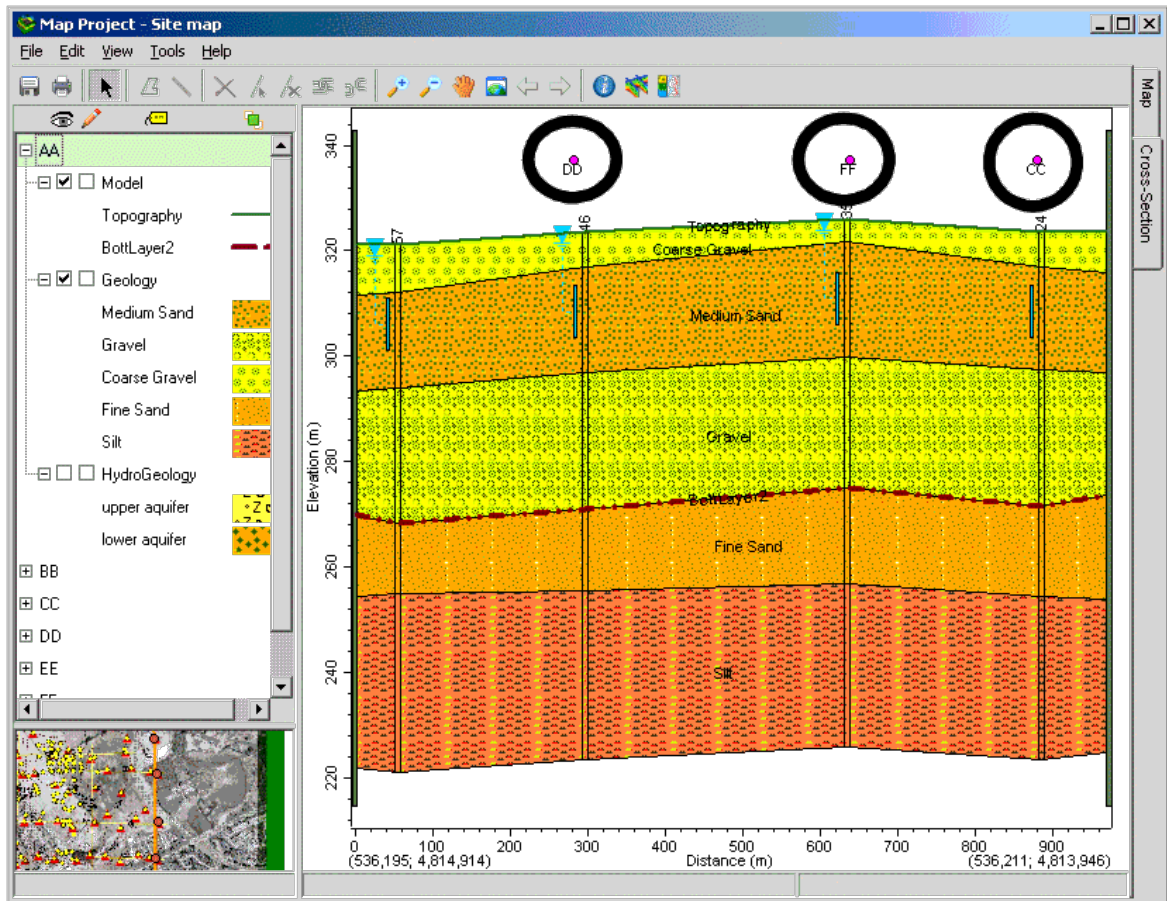 Map Project - Site map
File Edit View Tools Help
Map
Cross-Section
AA
Model
Topography
BottLayer2
Geology
Medium Sand
Gravel
Coarse Gravel
Fine Sand
Silt
HydroGeology
upper aquifer
lower aquifer
BB
CC
DD
EE
DD FF CC
57 46 35 24
Topography
Coarse Gravel
Medium Sand
Gravel
BottLayer2
Fine Sand
Silt
Elevation (m)
340
320
300
280
260
240
220
0 100 200 300 400 500 600 700 800 900
(536,195; 4,814,914) Distance (m) (536,211; 4,813,946)